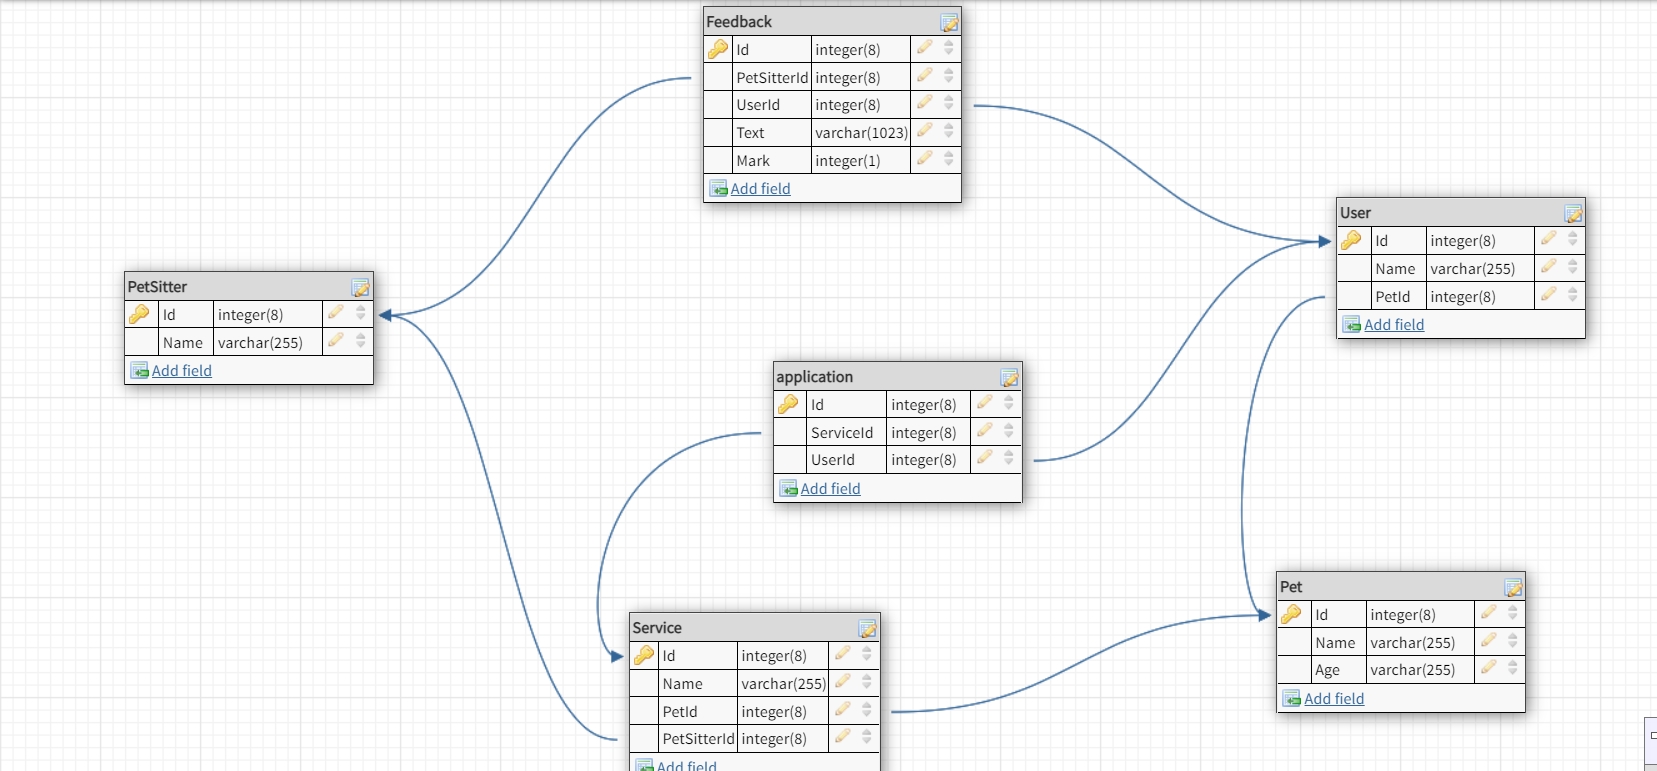 Feedback
Id integer(8)
PetSitterId integer(8)
UserId integer(8)
Text varchar(1023)
Mark integer(1)
Add field
User
Id integer(8)
Name varchar(255)
PetId integer(8)
Add field
PetSitter
Id integer(8)
Name varchar(255)
Add field
application
Id integer(8)
ServiceId integer(8)
UserId integer(8)
Add field
Pet
Id integer(8)
Name varchar(255)
Age varchar(255)
Add field
Service
Id integer(8)
Name varchar(255)
PetId integer(8)
PetSitterId integer(8)
Add field